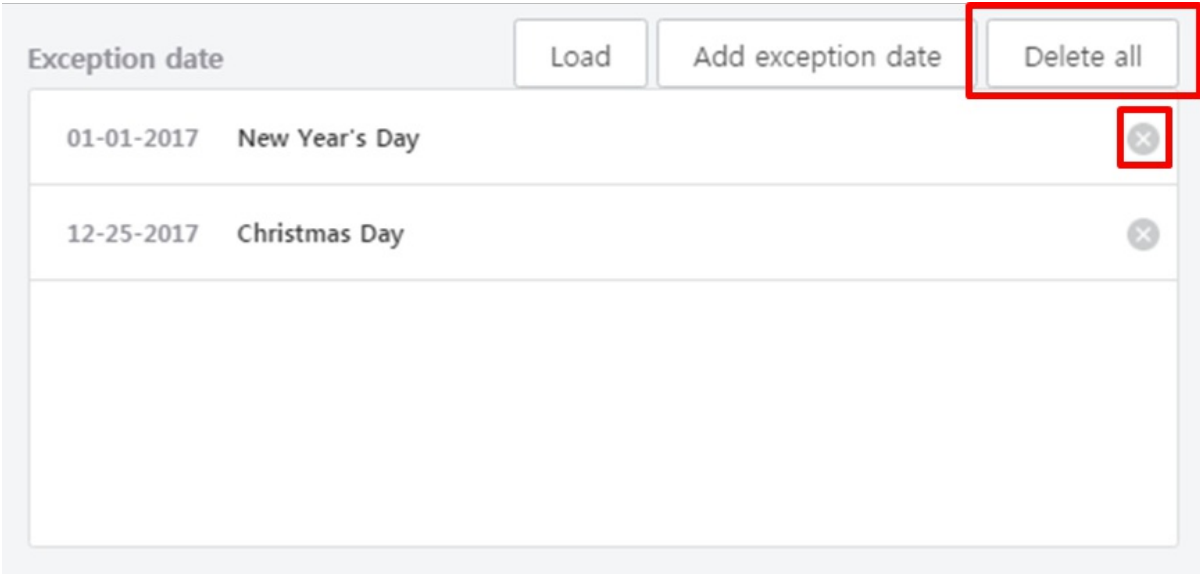 Exception date Load Add exception date Delete all
01-01-2017 New Year's Day
12-25-2017 Christmas Day